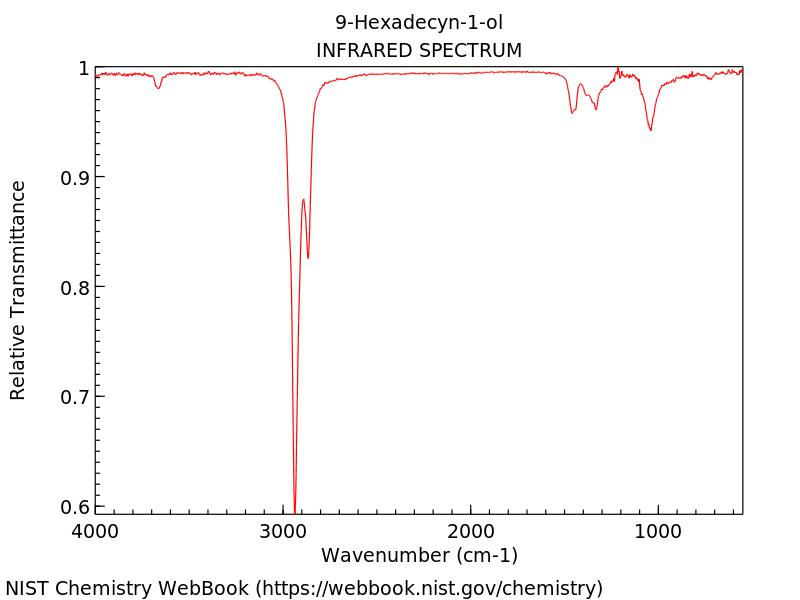 9-Hexadecyn-1-ol
INFRARED SPECTRUM
1
0.9
0.8
0.7
0.6
Relative Transmittance
4000 3000 2000 1000
Wavenumber (cm-1)
NIST Chemistry WebBook (https://webbook.nist.gov/chemistry)